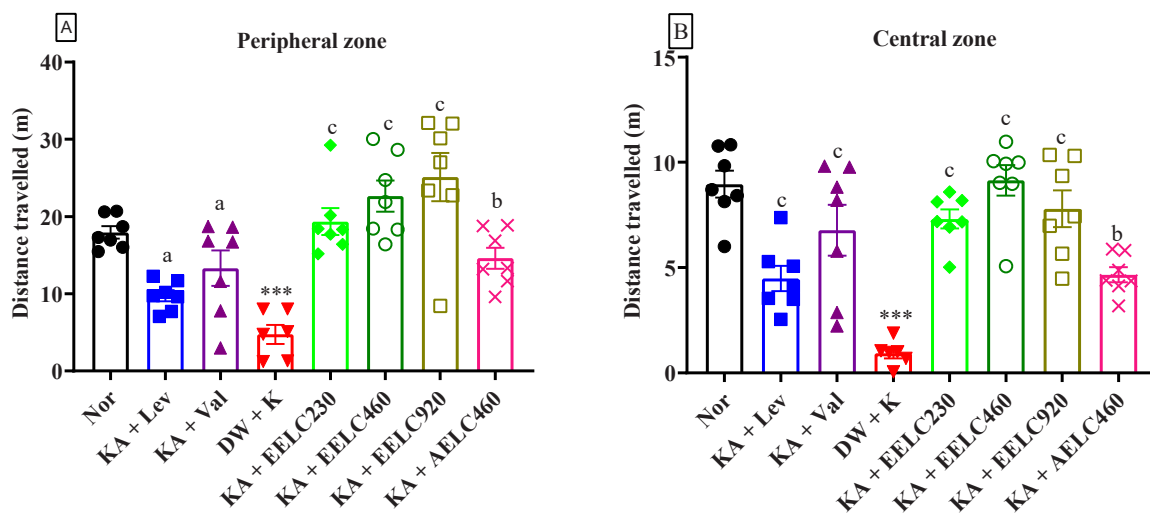 A
Peripheral zone
Distance travelled (m)
40
30
20
10
0
a
a
***
c
c
c
b
Nor
KA + Lev
KA + Val
DW + K
KA + EELC230
KA + EELC460
KA + EELC920
KA + AELC460
B
Central zone
Distance travelled (m)
15
10
5
0
c
c
***
c
c
c
b
Nor
KA + Lev
KA + Val
DW + K
KA + EELC230
KA + EELC460
KA + EELC920
KA + AELC460